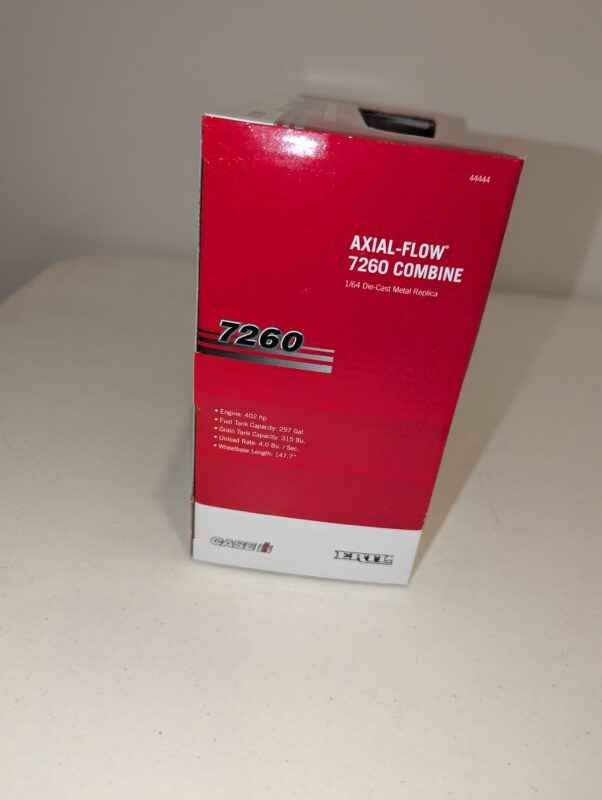 44444
AXIAL-FLOW®
7260 COMBINE
1/64 Die-Cast Metal Replica
7260
• Engine: 402 hp
• Fuel Tank Capacity: 297 Gal.
• Grain Tank Capacity: 315 Bu.
• Unload Rate: 4.0 Bu. / Sec.
• Wheelbase Length: 147.7"
CASE IH
ERTL